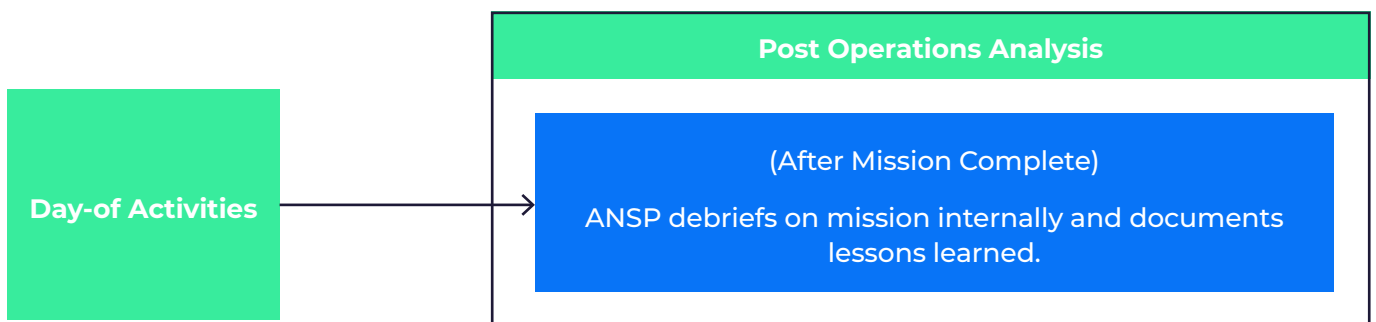 Post Operations Analysis
Day-of Activities
(After Mission Complete)
ANSP debriefs on mission internally and documents
lessons learned.